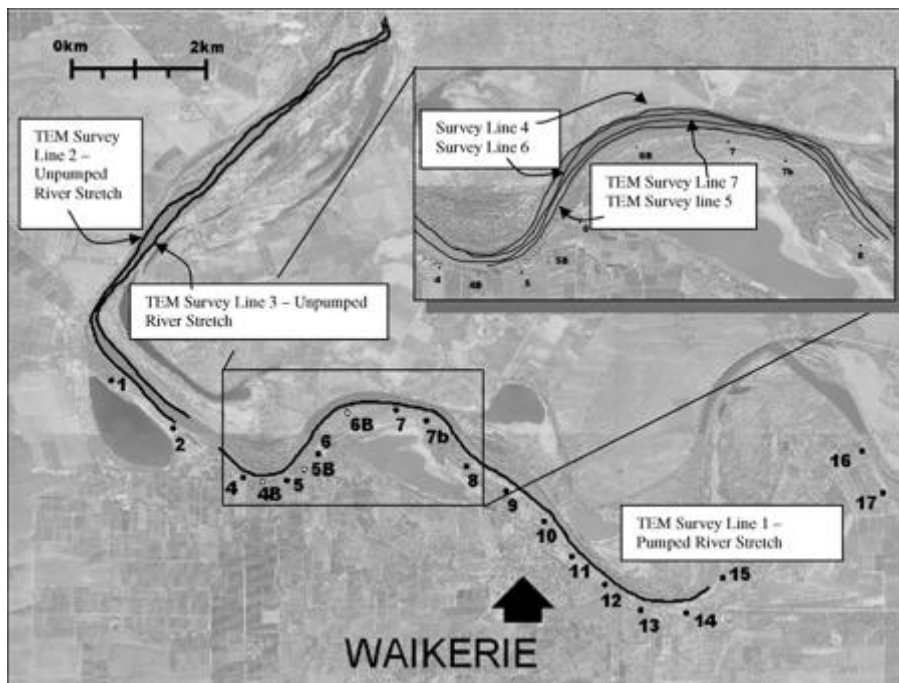 0km 2km
TEM Survey
Line 2 –
Unpumped
River Stretch
Survey Line 4
Survey Line 6
TEM Survey Line 7
TEM Survey line 5
6B
7
7b
8
6
5B
4
4B
5
TEM Survey Line 3 – Unpumped
River Stretch
1
2
4
4B
5
5B
6
6B
7
7b
8
9
10
11
12
13
14
15
16
17
TEM Survey Line 1 –
Pumped River Stretch
WAIKERIE